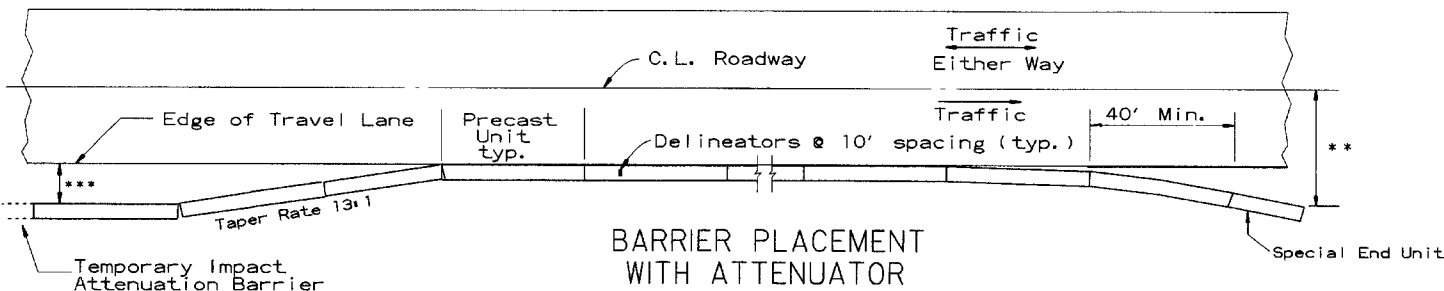 Traffic
Either Way
C.L. Roadway
Traffic
Edge of Travel Lane
Precast
Unit
typ.
40' Min.
Delineators @ 10' spacing (typ.)
**
***
Taper Rate 13:1
BARRIER PLACEMENT
WITH ATTENUATOR
Special End Unit
Temporary Impact
Attenuation Barrier